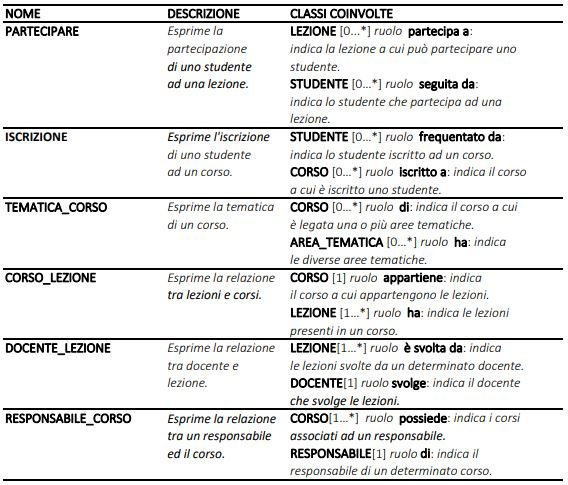 NOME DESCRIZIONE CLASSI COINVOLTE
PARTECIPARE Esprime la LEZIONE [0...*] ruolo partecipa a:
partecipazione indica la lezione a cui può partecipare uno
di uno studente studente.
ad una lezione. STUDENTE [0...*] ruolo seguita da:
indica lo studente che partecipa ad una
lezione.
ISCRIZIONE Esprime l'iscrizione STUDENTE [0...*] ruolo frequentato da:
di uno studente indica lo studente iscritto ad un corso.
ad un corso. CORSO [0...*] ruolo iscritto a: indica il corso
a cui è iscritto uno studente.
TEMATICA_CORSO Esprime la tematica CORSO [0...*] ruolo di: indica il corso a cui
di un corso. è legata una o più aree tematiche.
AREA_TEMATICA [0...*] ruolo ha: indica
le diverse aree tematiche.
CORSO_LEZIONE Esprime la relazione CORSO [1] ruolo appartiene: indica
tra lezioni e corsi. il corso a cui appartengono le lezioni.
LEZIONE [1...*] ruolo ha: indica le lezioni
presenti in un corso.
DOCENTE_LEZIONE Esprime la relazione LEZIONE[1...*] ruolo è svolta da: indica
tra docente e le lezioni svolte da un determinato docente.
lezione. DOCENTE[1] ruolo svolge: indica il docente
che svolge le lezioni.
RESPONSABILE_CORSO Esprime la relazione CORSO[1...*] ruolo possiede: indica i corsi
tra un responsabile associati ad un responsabile.
ed il corso. RESPONSABILE[1] ruolo di: indica il
responsabile di un determinato corso.